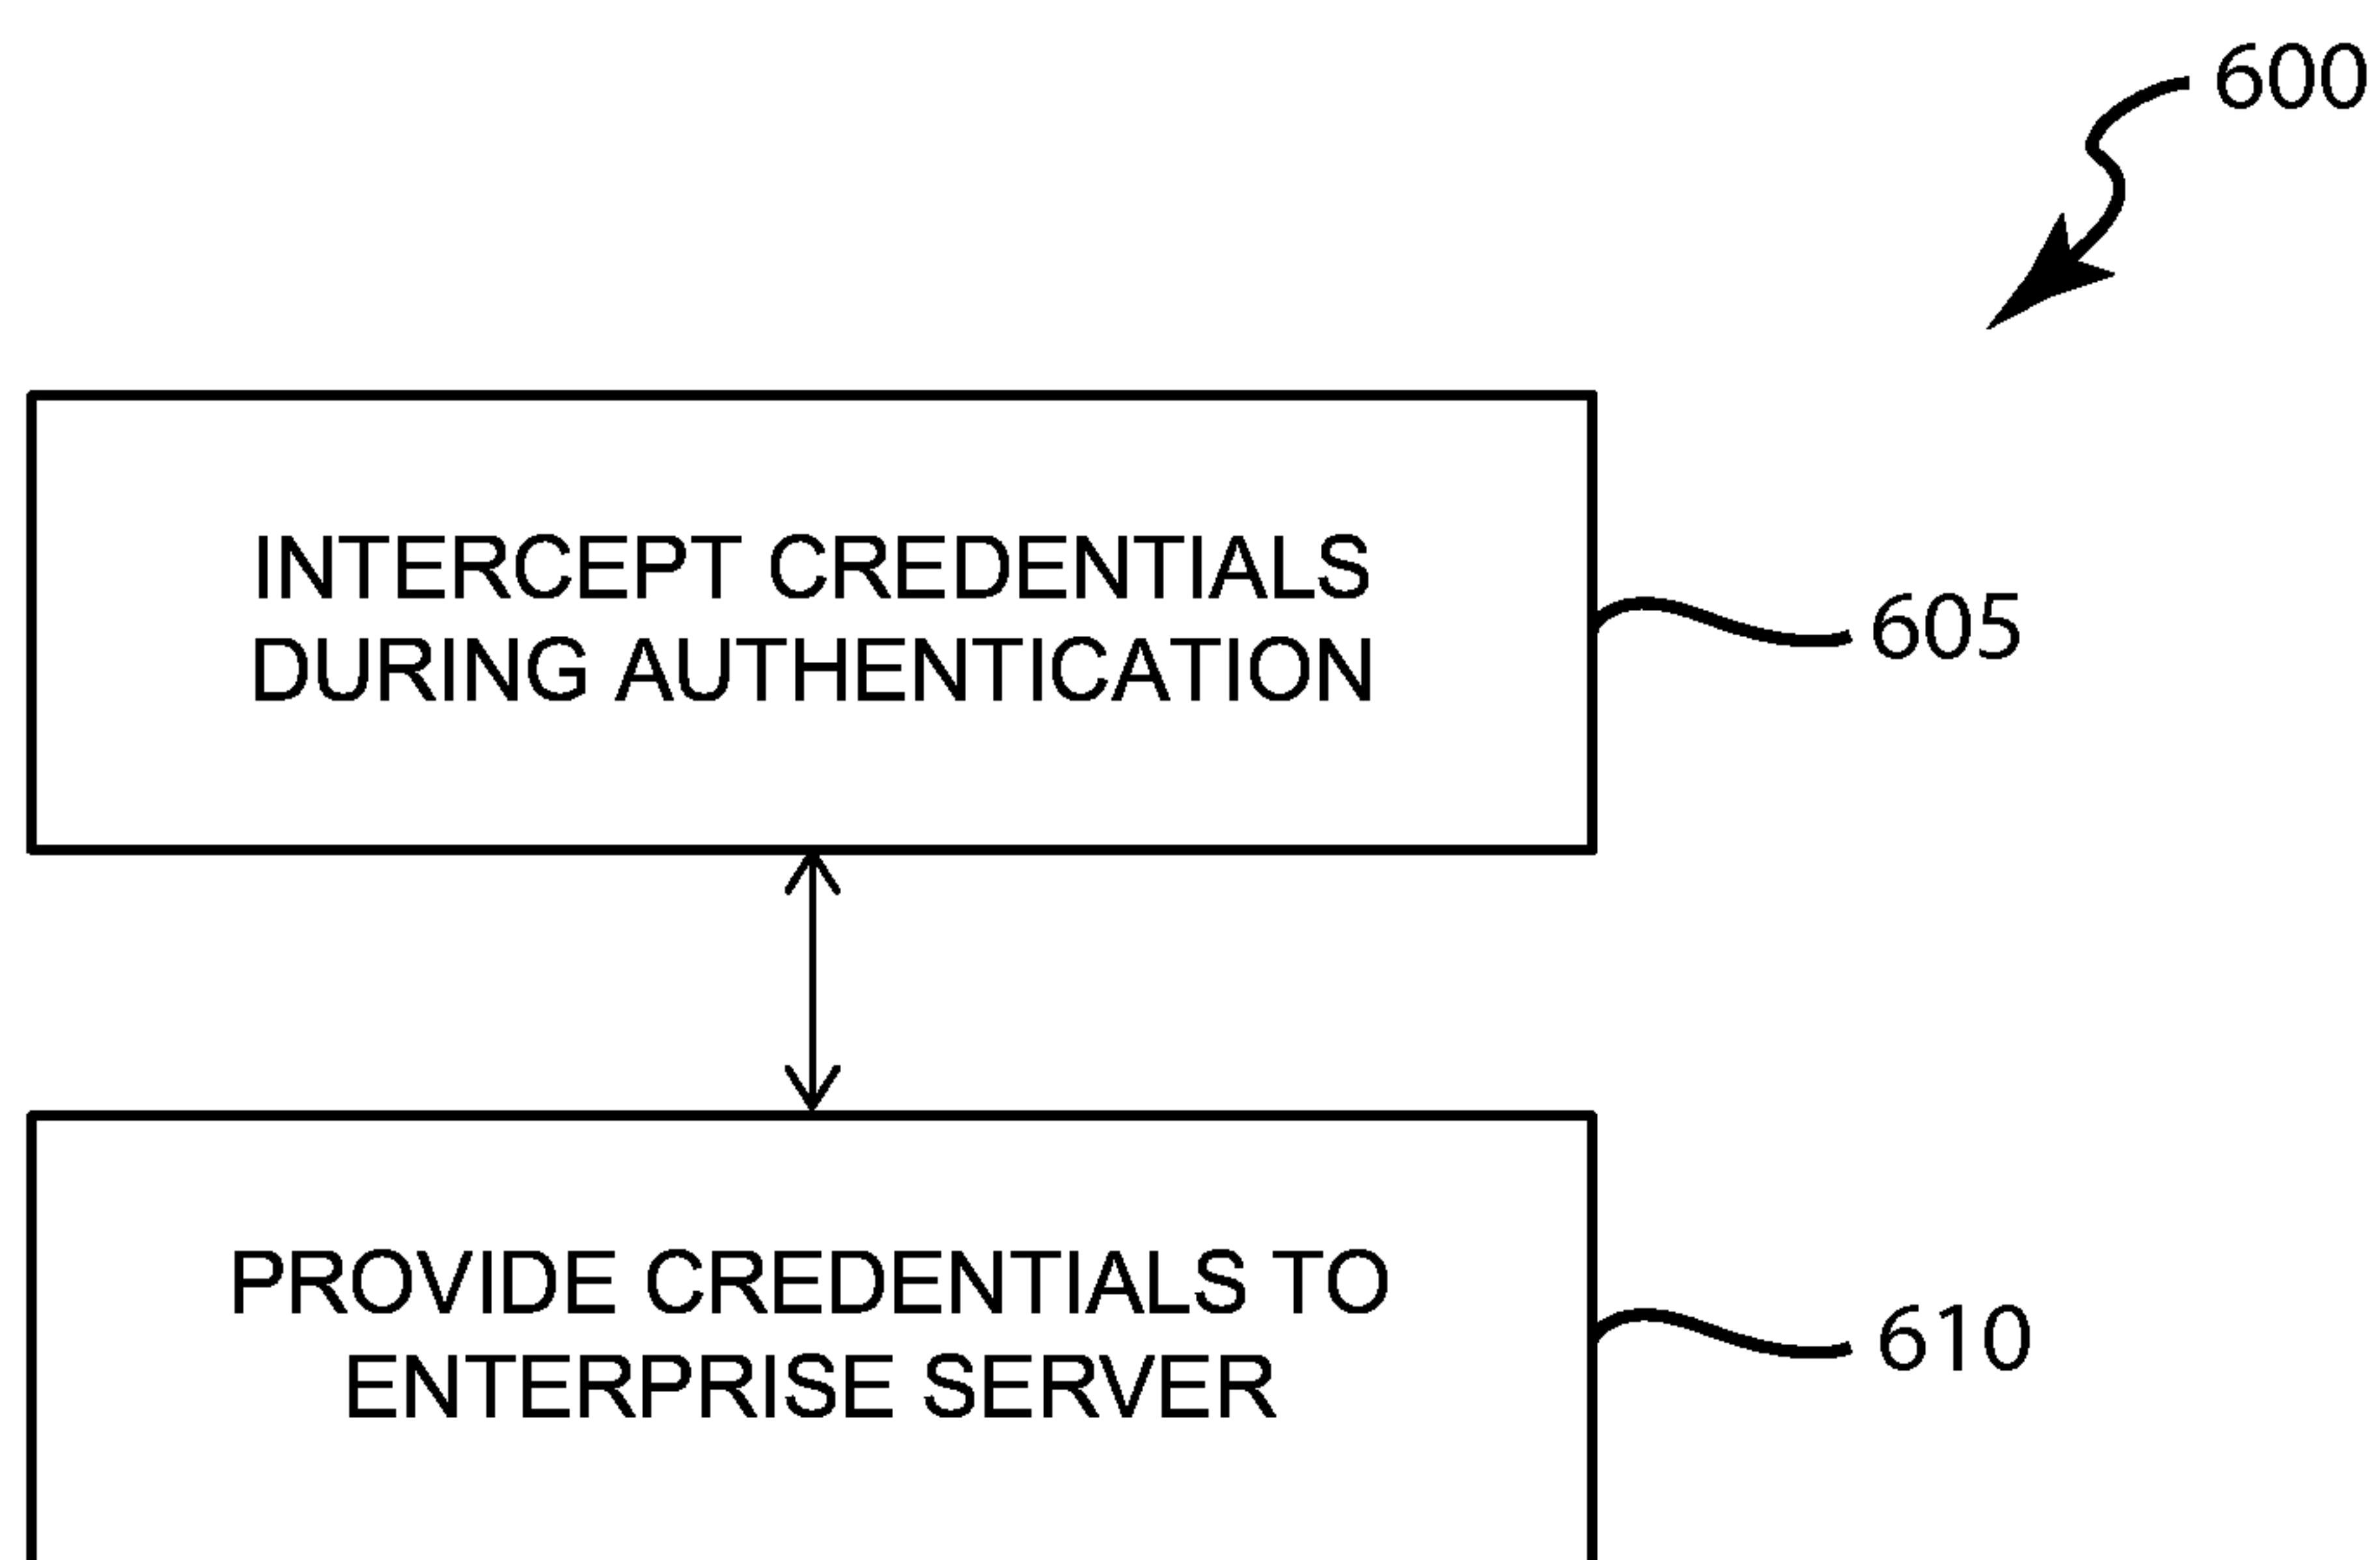 600
INTERCEPT CREDENTIALS
DURING AUTHENTICATION
605
PROVIDE CREDENTIALS TO
ENTERPRISE SERVER
610